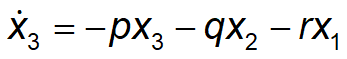 ẋ₃ = −px₃ − qx₂ − rx₁